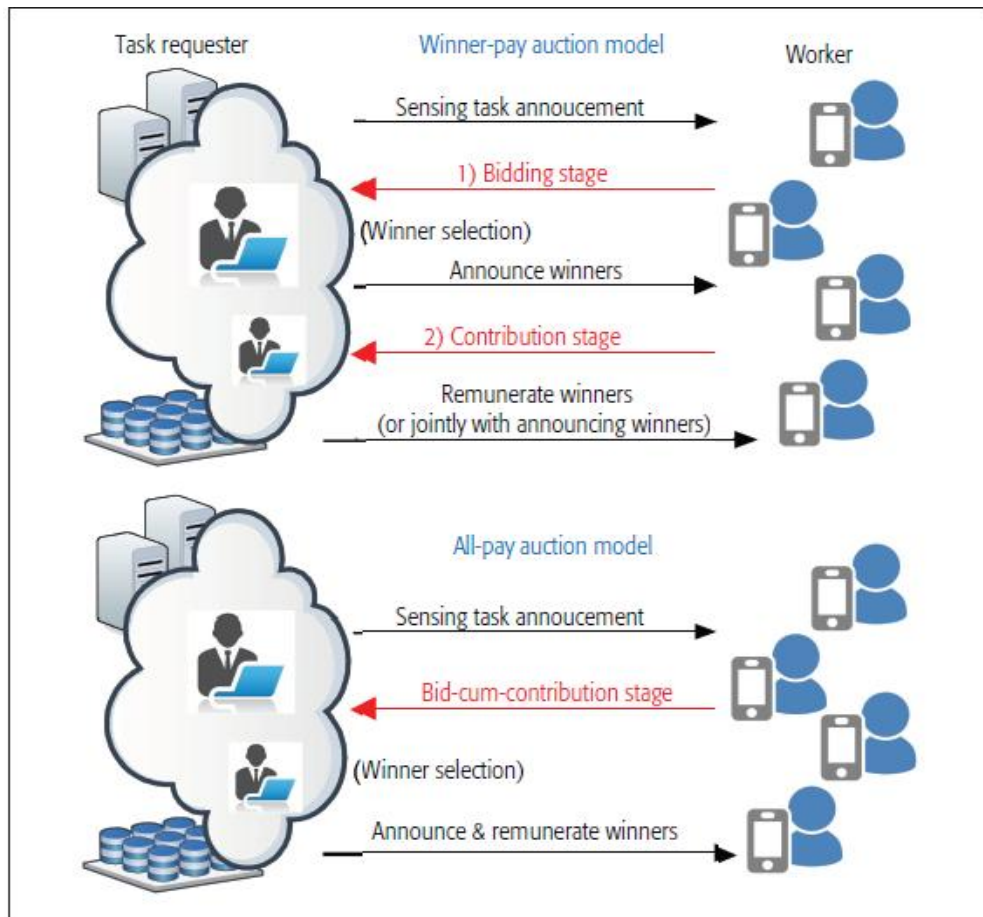 Task requester
Winner-pay auction model
Worker
Sensing task annoucement
1) Bidding stage
(Winner selection)
Announce winners
2) Contribution stage
Remunerate winners
(or jointly with announcing winners)
All-pay auction model
Sensing task annoucement
Bid-cum-contribution stage
(Winner selection)
Announce & remunerate winners